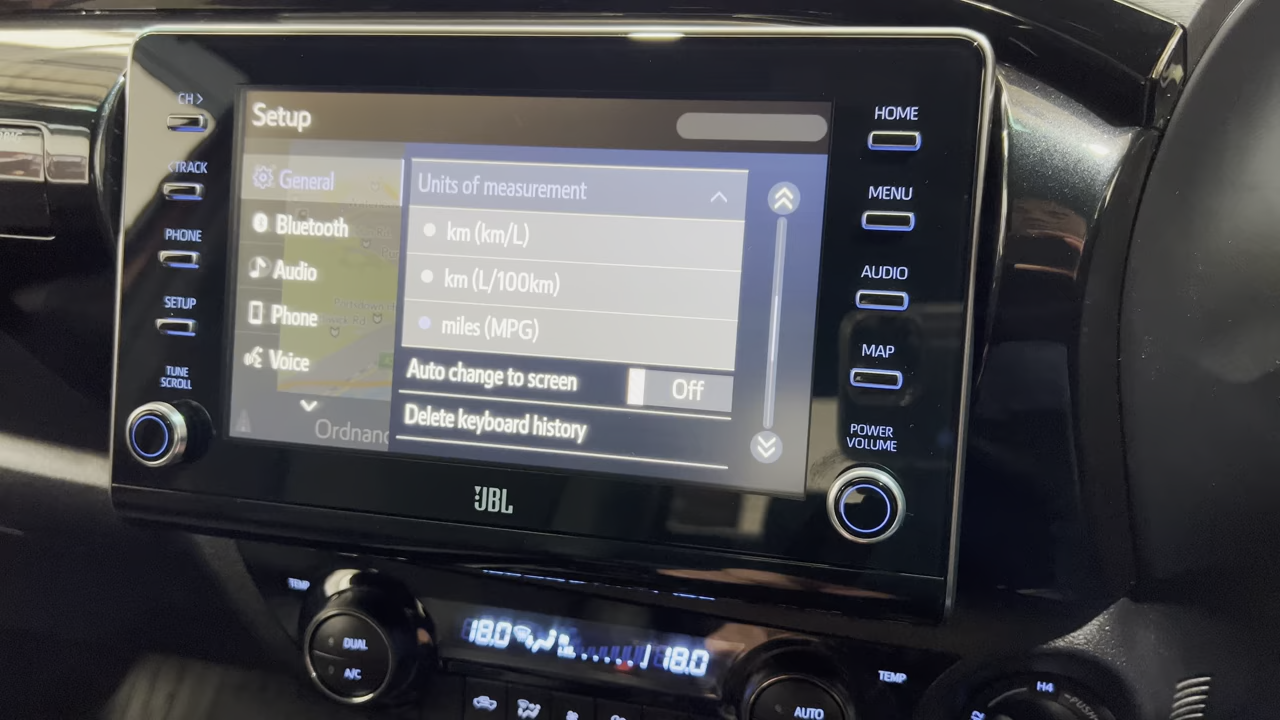 CH >
Setup
HOME
<TRACK
General
Units of measurement
MENU
PHONE
Bluetooth
km (km/L)
Audio
km (L/100km)
AUDIO
SETUP
Phone
miles (MPG)
MAP
TUNE
SCROLL
Voice
Auto change to screen
Off
Delete keyboard history
Ordnanc
POWER
VOLUME
JBL
TEMP
18.0
18.0
DUAL
A/C
TEMP
AUTO
H4
PUSH